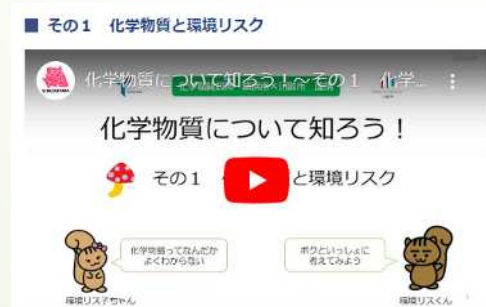 ■ その1 化学物質と環境リスク
化学物質について知ろう!~その1 化学...
化学物質について知ろう!
その1
と環境リスク
化学物質ってなんだか
よくわからない
ボクといっしょに
考えてみよう
環境リス子ちゃん
環境リスくん